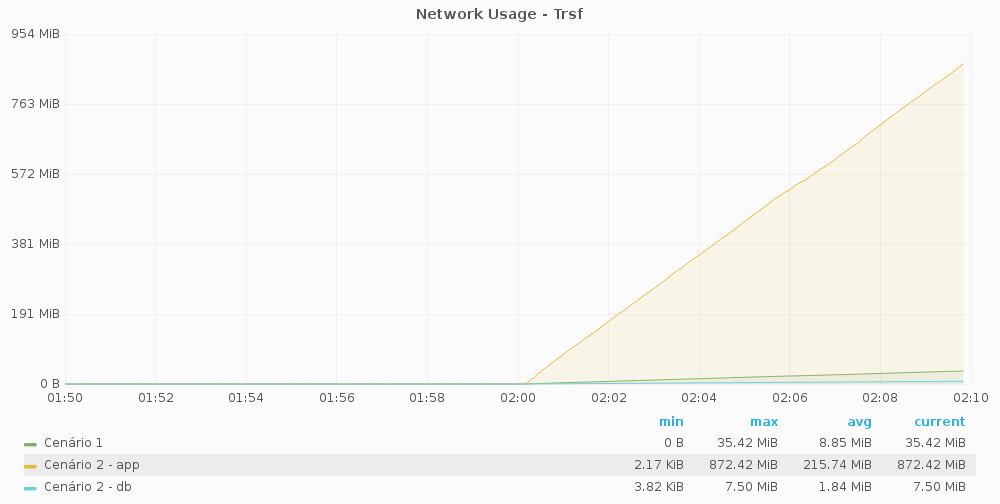 Network Usage - Trsf
954 MiB
763 MiB
572 MiB
381 MiB
191 MiB
0 B
01:50 01:52 01:54 01:56 01:58 02:00 02:02 02:04 02:06 02:08 02:10
min max avg current
Cenário 1 0 B 35.42 MiB 8.85 MiB 35.42 MiB
Cenário 2 - app 2.17 KiB 872.42 MiB 215.74 MiB 872.42 MiB
Cenário 2 - db 3.82 KiB 7.50 MiB 1.84 MiB 7.50 MiB